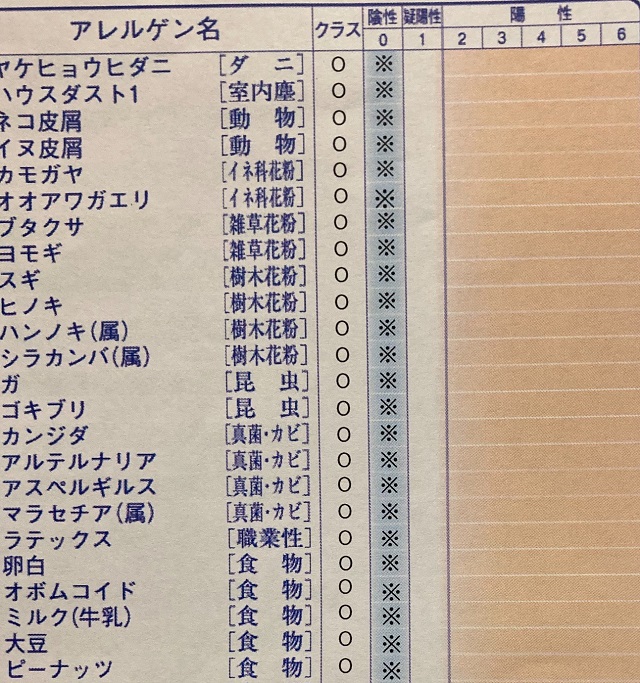 アレルゲン名 クラス 陰性 疑陽性 陽 性
0 1 2 3 4 5 6
ヤケヒョウヒダニ [ダ ニ] 0 ※
ハウスダスト1 [室内塵] 0 ※
ネコ皮屑 [動 物] 0 ※
イヌ皮屑 [動 物] 0 ※
カモガヤ [イネ科花粉] 0 ※
オオアワガエリ [イネ科花粉] 0 ※
ブタクサ [雑草花粉] 0 ※
ヨモギ [雑草花粉] 0 ※
スギ [樹木花粉] 0 ※
ヒノキ [樹木花粉] 0 ※
ハンノキ(属) [樹木花粉] 0 ※
シラカンバ(属) [樹木花粉] 0 ※
ガ [昆 虫] 0 ※
ゴキブリ [昆 虫] 0 ※
カンジダ [真菌・カビ] 0 ※
アルテルナリア [真菌・カビ] 0 ※
アスペルギルス [真菌・カビ] 0 ※
マラセチア(属) [真菌・カビ] 0 ※
ラテックス [職業性] 0 ※
卵白 [食 物] 0 ※
オボムコイド [食 物] 0 ※
ミルク(牛乳) [食 物] 0 ※
大豆 [食 物] 0 ※
ピーナッツ [食 物] 0 ※